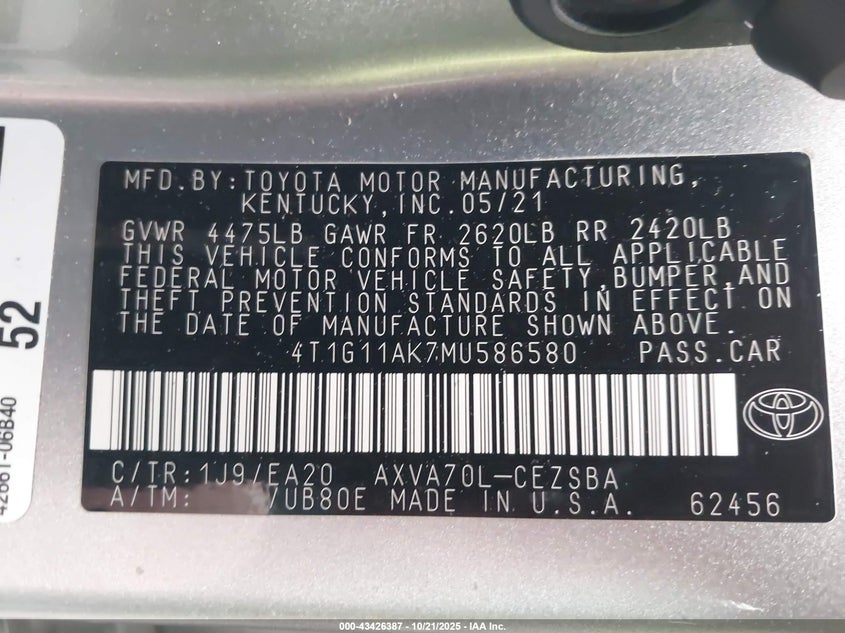 MFD.BY:TOYOTA MOTOR MANUFACTURING,
KENTUCKY,INC.05/21
GVWR 4475LB GAWR FR 2620LB RR 2420LB
THIS VEHICLE CONFORMS TO ALL APPLICABLE
FEDERAL MOTOR VEHICLE SAFETY,BUMPER,AND
THEFT PREVENTION STANDARDS IN EFFECT ON
THE DATE OF MANUFACTURE SHOWN ABOVE.
4T1G11AK7MU586580 PASS.CAR
C/TR:1J9/EA20 AXVA70L-CEZSBA
A/TM: 7UB80E MADE IN U.S.A. 62456
52
42661-06B40
000-43426387 - 10/21/2025 - IAA Inc.